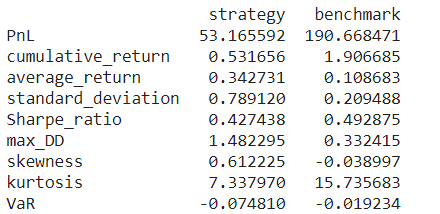 strategy benchmark
PnL 53.165592 190.668471
cumulative_return 0.531656 1.906685
average_return 0.342731 0.108683
standard_deviation 0.789120 0.209488
Sharpe_ratio 0.427438 0.492875
max_DD 1.482295 0.332415
skewness 0.612225 -0.038997
kurtosis 7.337970 15.735683
VaR -0.074810 -0.019234